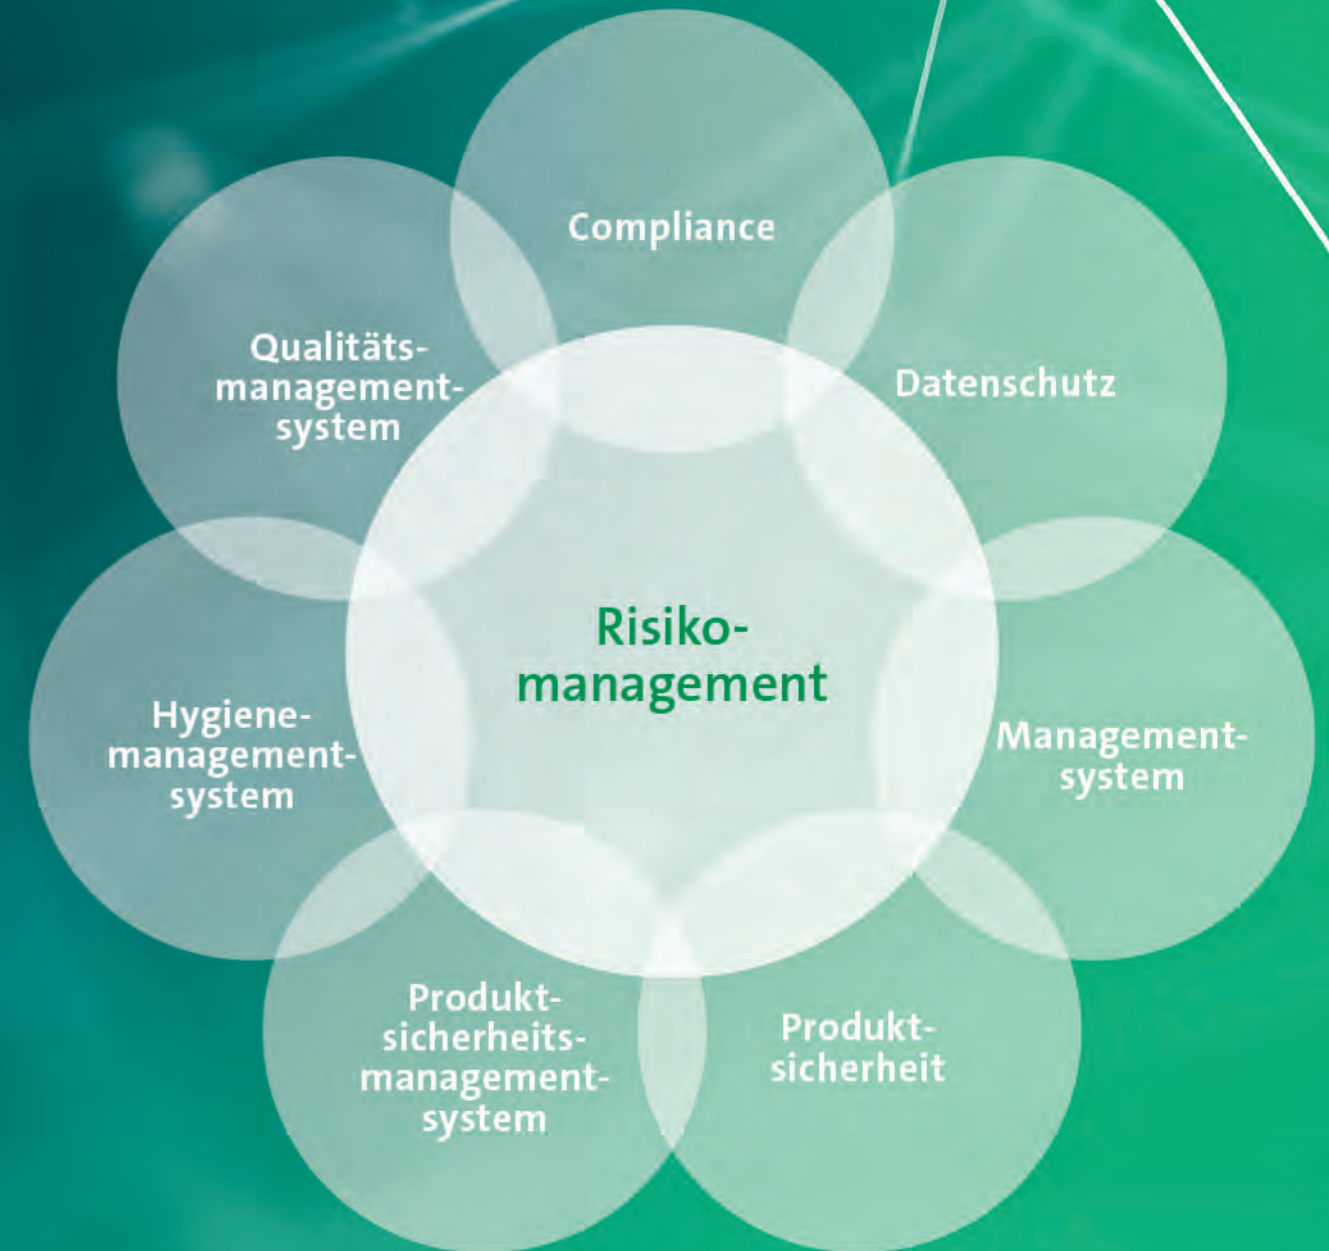 Compliance
Qualitäts-
management-
system
Datenschutz
Risiko-
management
Hygiene-
management-
system
Management-
system
Produkt-
sicherheits-
management-
system
Produkt-
sicherheit